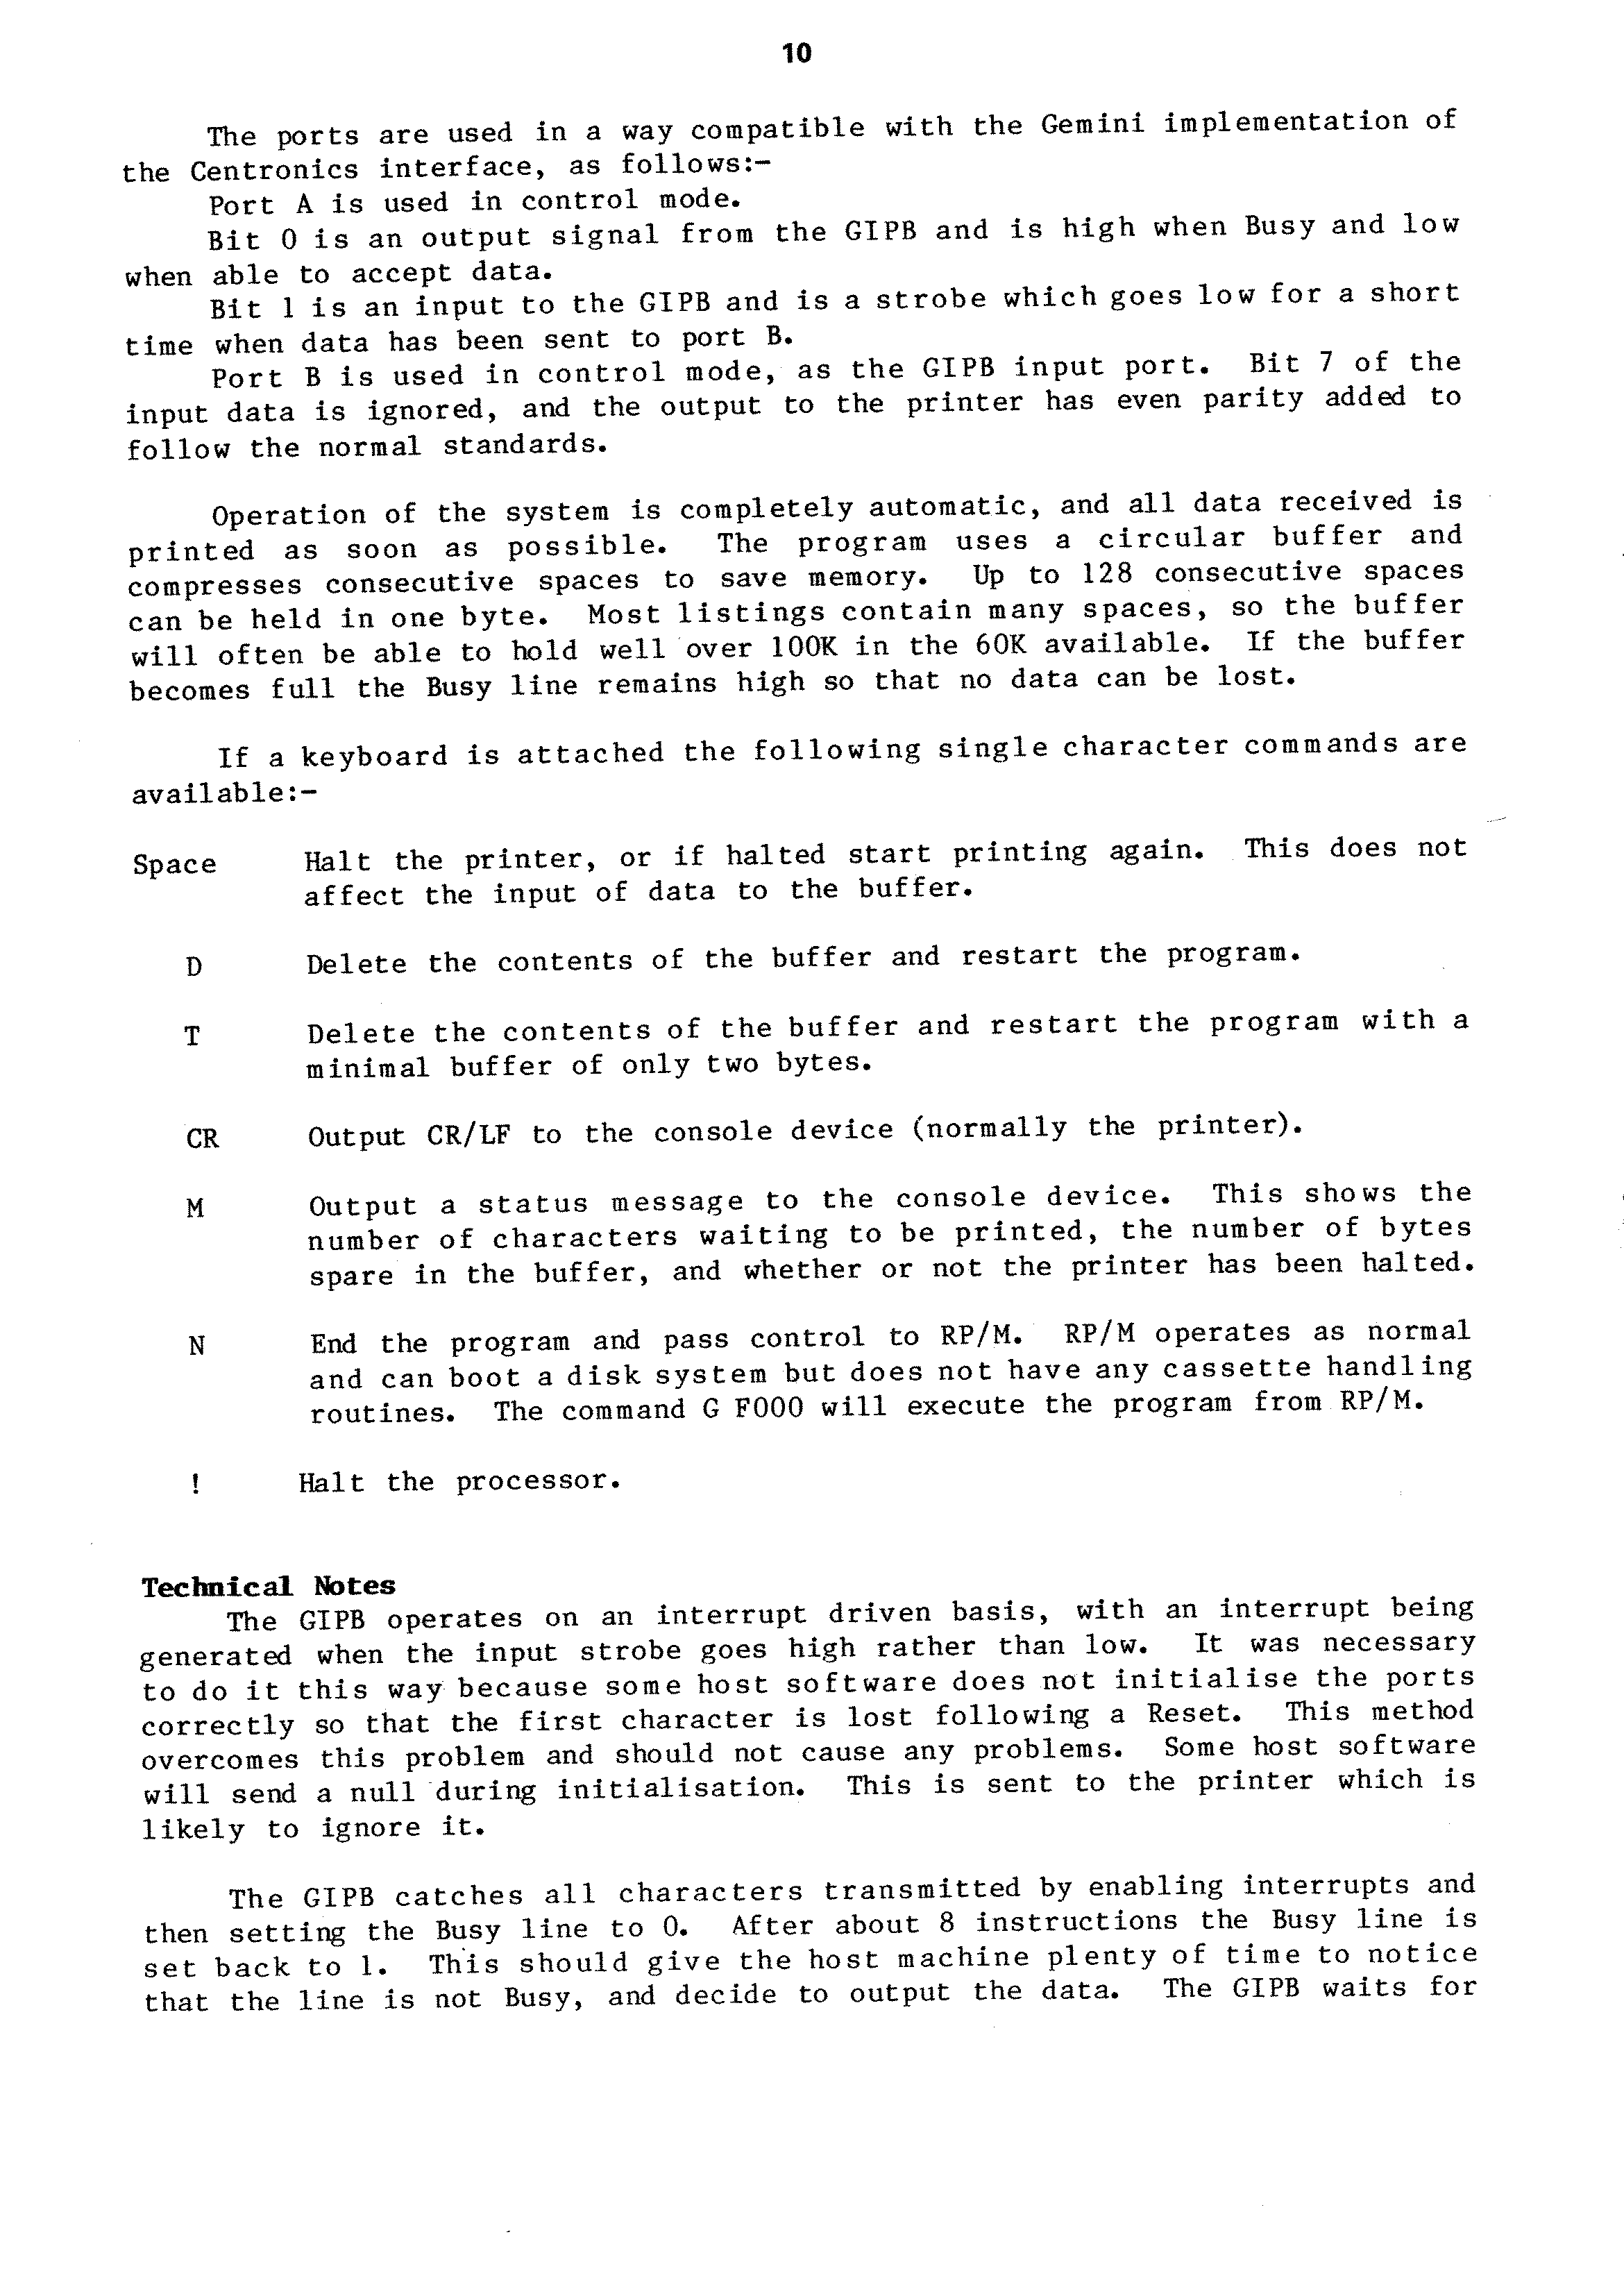 10
The ports are used in a way compatible with the Gemini implementation of
the Centronics interface, as follows:-
Port A is used in control mode.
Bit 0 is an output signal from the GIPB and is high when Busy and low
when able to accept data.
Bit 1 is an input to the GIPB and is a strobe which goes low for a short
time when data has been sent to port B.
Port B is used in control mode, as the GIPB input port. Bit 7 of the
input data is ignored, and the output to the printer has even parity added to
follow the normal standards.
Operation of the system is completely automatic, and all data received is
printed as soon as possible. The program uses a circular buffer and
compresses consecutive spaces to save memory. Up to 128 consecutive spaces
can be held in one byte. Most listings contain many spaces, so the buffer
will often be able to hold well over 100K in the 60K available. If the buffer
becomes full the Busy line remains high so that no data can be lost.
If a keyboard is attached the following single character commands are
available:-
Space Halt the printer, or if halted start printing again. This does not
affect the input of data to the buffer.
D Delete the contents of the buffer and restart the program.
T Delete the contents of the buffer and restart the program with a
minimal buffer of only two bytes.
CR Output CR/LF to the console device (normally the printer).
M Output a status message to the console device. This shows the
number of characters waiting to be printed, the number of bytes
spare in the buffer, and whether or not the printer has been halted.
N End the program and pass control to RP/M. RP/M operates as normal
and can boot a disk system but does not have any cassette handling
routines. The command G F000 will execute the program from RP/M.
! Halt the processor.
Technical Notes
The GIPB operates on an interrupt driven basis, with an interrupt being
generated when the input strobe goes high rather than low. It was necessary
to do it this way because some host software does not initialise the ports
correctly so that the first character is lost following a Reset. This method
overcomes this problem and should not cause any problems. Some host software
will send a null during initialisation. This is sent to the printer which is
likely to ignore it.
The GIPB catches all characters transmitted by enabling interrupts and
then setting the Busy line to 0. After about 8 instructions the Busy line is
set back to 1. This should give the host machine plenty of time to notice
that the line is not Busy, and decide to output the data. The GIPB waits for